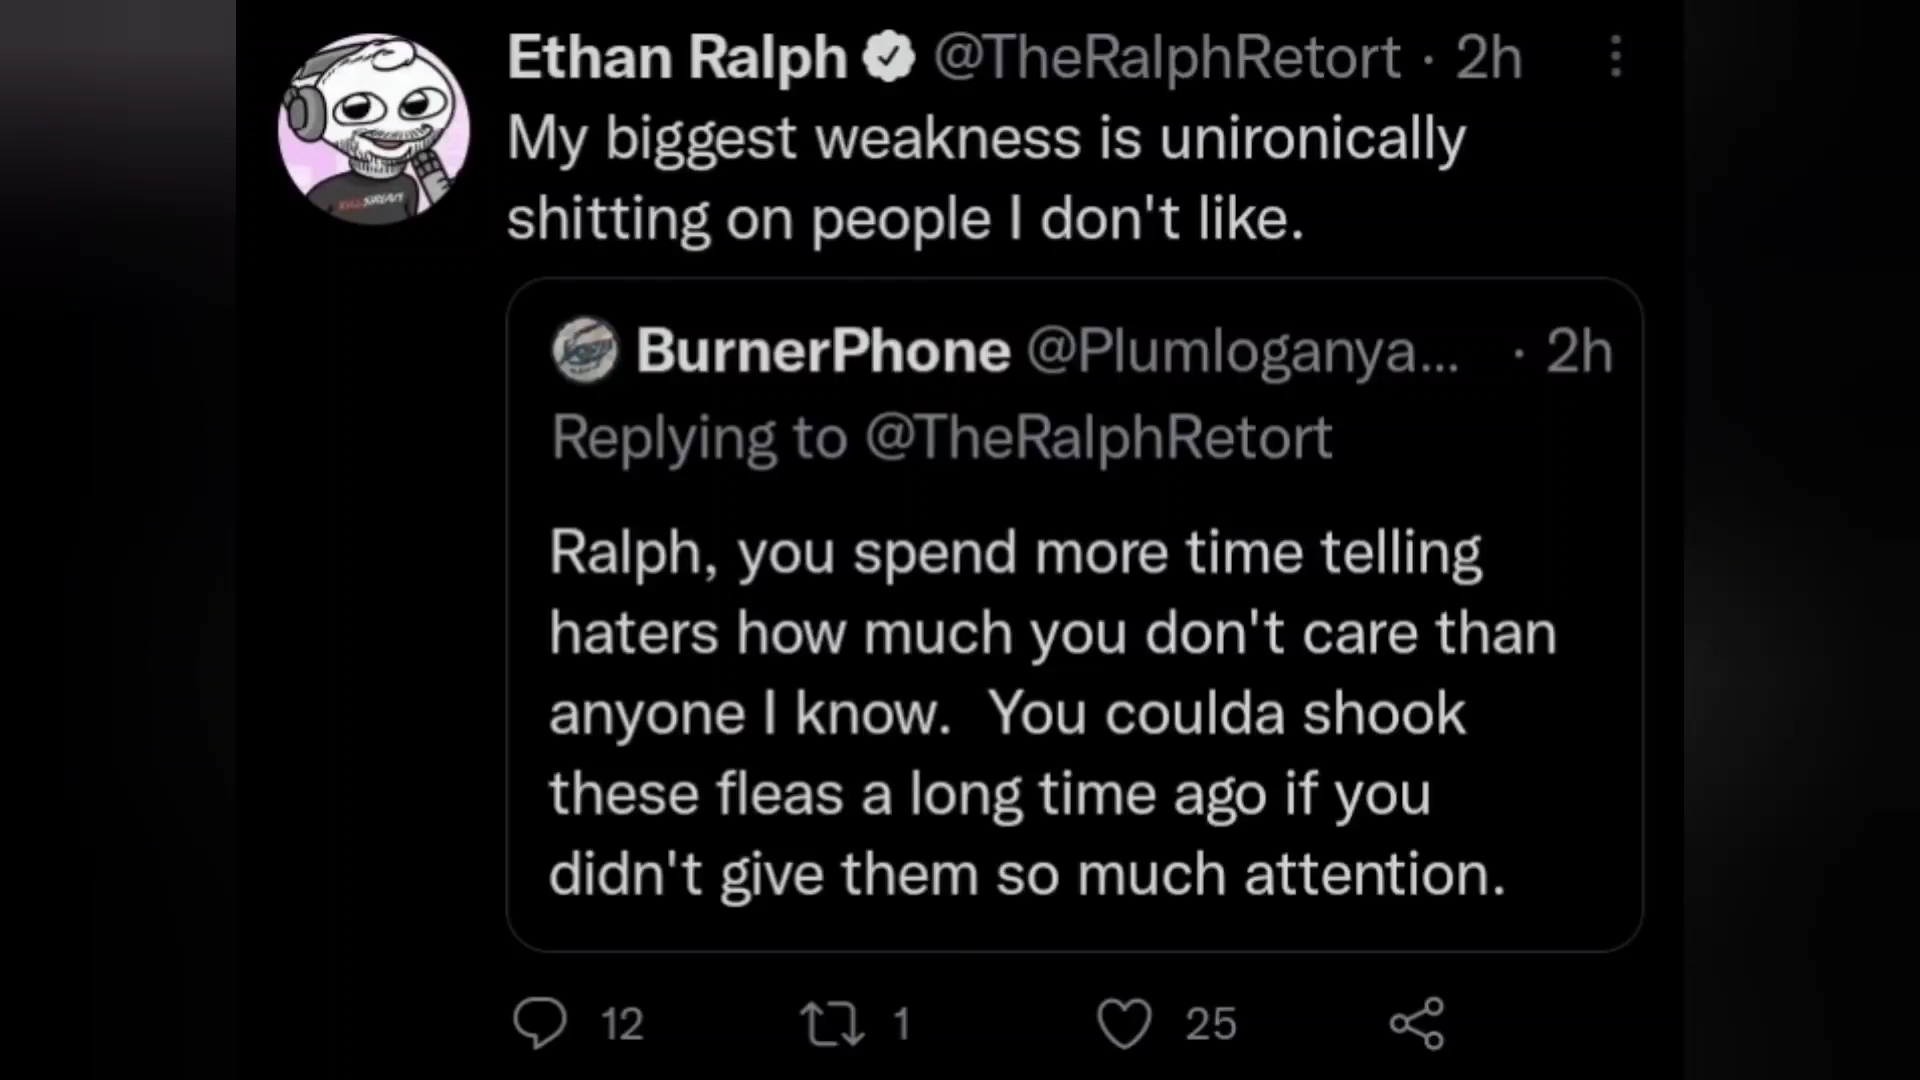 Ethan Ralph @TheRalphRetort · 2h
My biggest weakness is unironically
shitting on people I don't like.
BurnerPhone @Plumloganya... · 2h
Replying to @TheRalphRetort
Ralph, you spend more time telling
haters how much you don't care than
anyone I know.  You coulda shook
these fleas a long time ago if you
didn't give them so much attention.
12 1 25